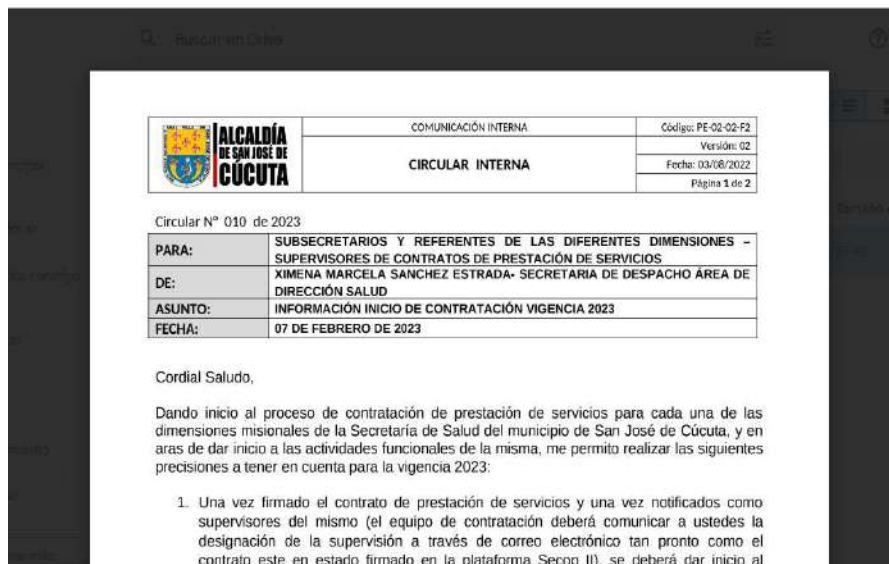 Buscar en Drive
ALCALDÍA
DE SAN JOSÉ DE
CÚCUTA
COMUNICACIÓN INTERNA
CIRCULAR INTERNA
Código: PE-02-02-F2
Versión: 02
Fecha: 03/08/2022
Página 1 de 2
Circular N° 010 de 2023
PARA:
SUBSECRETARIOS Y REFERENTES DE LAS DIFERENTES DIMENSIONES –
SUPERVISORES DE CONTRATOS DE PRESTACIÓN DE SERVICIOS
DE:
XIMENA MARCELA SANCHEZ ESTRADA- SECRETARIA DE DESPACHO ÁREA DE
DIRECCIÓN SALUD
ASUNTO:
INFORMACIÓN INICIO DE CONTRATACIÓN VIGENCIA 2023
FECHA:
07 DE FEBRERO DE 2023
Cordial Saludo,
Dando inicio al proceso de contratación de prestación de servicios para cada una de las
dimensiones misionales de la Secretaría de Salud del municipio de San José de Cúcuta, y en
aras de dar inicio a las actividades funcionales de la misma, me permito realizar las siguientes
precisiones a tener en cuenta para la vigencia 2023:
1. Una vez firmado el contrato de prestación de servicios y una vez notificados como
supervisores del mismo (el equipo de contratación deberá comunicar a ustedes la
designación de la supervisión a través de correo electrónico tan pronto como el
contrato este en estado firmado en la plataforma Secop II), se deberá dar inicio al